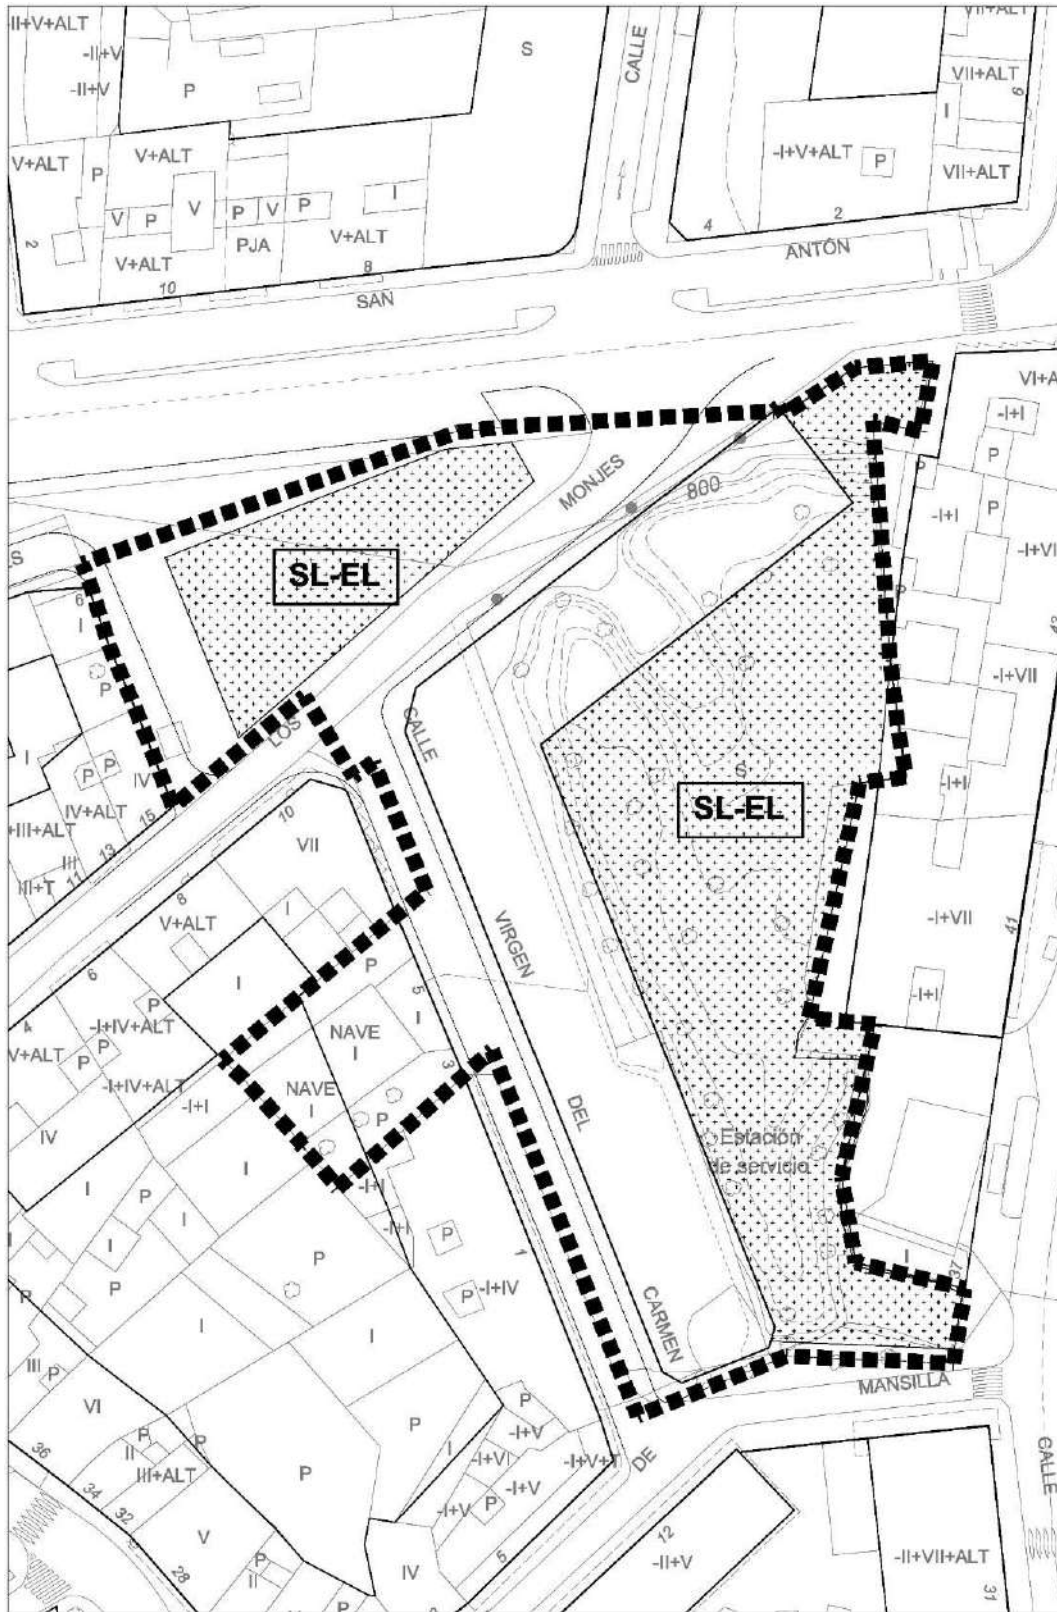 -II+V+ALT
-II+V
-II+V
P
S
CALLE
VII+ALT
VII+ALT
6
I
-I+V+ALT
P
VII+ALT
V+ALT
P
V+ALT
V
P
V
P
V
P
I
2
PJA
V+ALT
V+ALT
10
8
4
2
SAN
ANTÓN
-I+I
P
P
MONJES
800
-I+I
P
-I+VI
SL-EL
6
I
P
P
-I+VII
LOS
CALLE
I
P
P
IV
S
-I+I
IV+ALT
15
SL-EL
+III+ALT
13
III
11
III+T
10
VII
8
V+ALT
I
VIRGEN
-I+VII
41
6
I
P
5
-I+I
4
P
-I+IV+ALT
NAVE
I
I
V+ALT
P
P
3
-I+IV+ALT
NAVE
-I+I
I
DEL
IV
P
Estación
de servicio
I
I
P
-I+I
I
I
-I+I
P
P
1
I
P
P
-I+IV
P
37
I
I
CARMEN
III
P
MANSILLA
VI
P
P
I
-I+V
P
P
II
-I+VI
-I+V+T
CALLE
36
III+ALT
P
-I+V
DE
34
-I+V
P
32
V
12
P
5
-II+V
-II+VII+ALT
28
II
IV
31
P